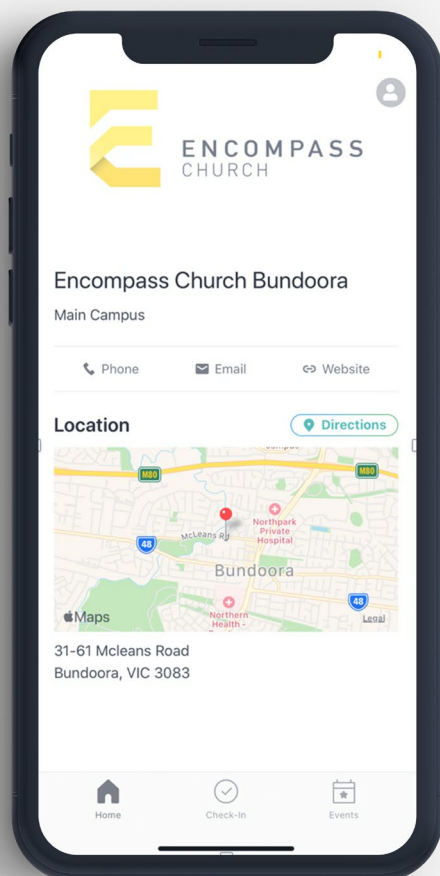 ENCOMPASS
CHURCH
Encompass Church Bundoora
Main Campus
Phone
Email
Website
Location
Directions
M80
M80
McLeans Rd
Northpark
Private
Hospital
48
Bundoora
48
Maps
Northern
Health -
Legal
31-61 Mcleans Road
Bundoora, VIC 3083
Home
Check-In
Events